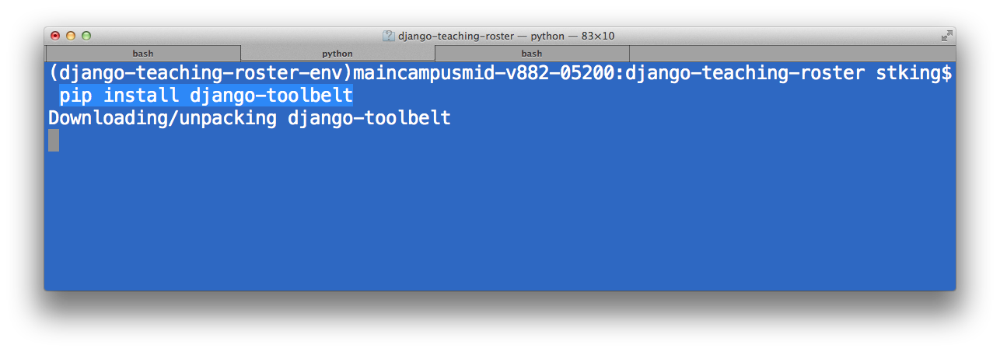 django-teaching-roster — python — 83×10
bash python bash
(django-teaching-roster-env)maincampusmid-v882-05200:django-teaching-roster stking$
pip install django-toolbelt
Downloading/unpacking django-toolbelt